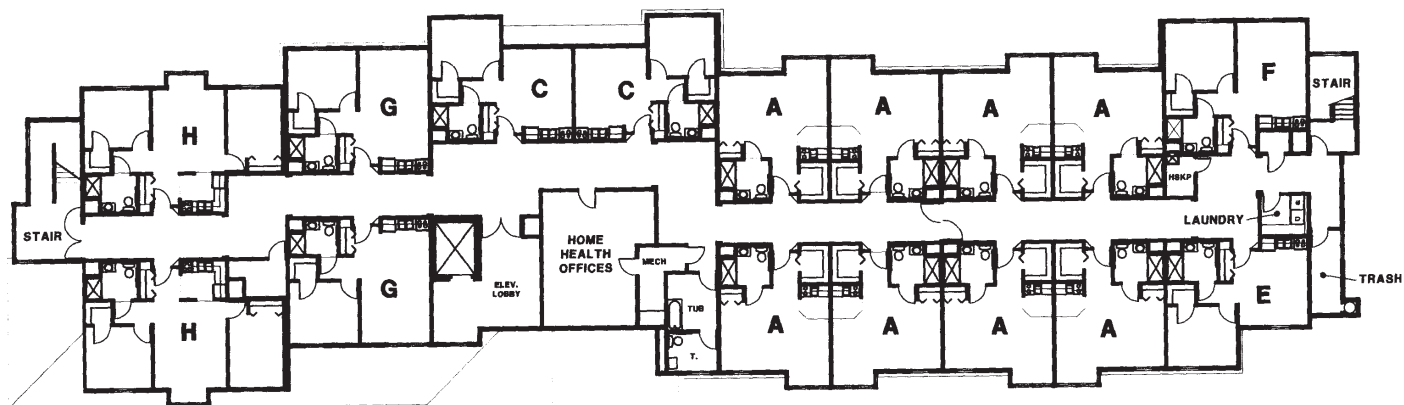 H
G
C
C
A
A
A
A
F
STAIR
HSKP
LAUNDRY
STAIR
HOME
HEALTH
OFFICES
MECH
ELEV.
LOBBY
TUB
T.
H
G
A
A
A
A
E
TRASH